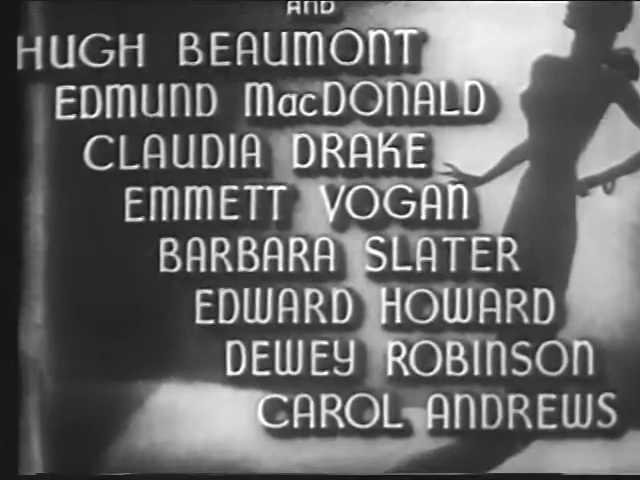 AND
HUGH BEAUMONT
EDMUND MacDONALD
CLAUDIA DRAKE
EMMETT VOGAN
BARBARA SLATER
EDWARD HOWARD
DEWEY ROBINSON
CAROL ANDREWS